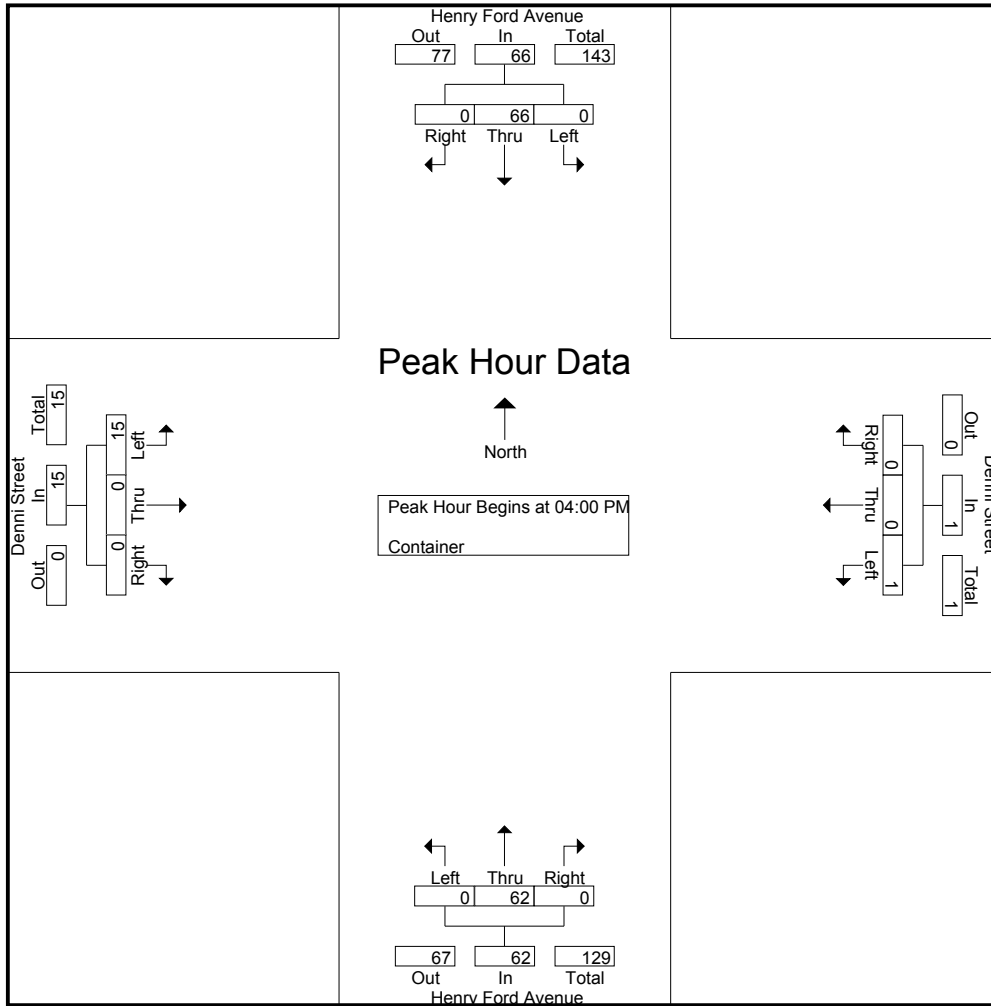 Henry Ford Avenue
Out In Total
77 66 143
0 66 0
Right Thru Left
Peak Hour Data
North
Peak Hour Begins at 04:00 PM
Container
Denni Street
Total In Out
15 15 0
15 0 0
Left Thru Right
Denni Street
Out In Total
0 1 1
0 0 1
Right Thru Left
Left Thru Right
0 62 0
67 62 129
Out In Total
Henry Ford Avenue